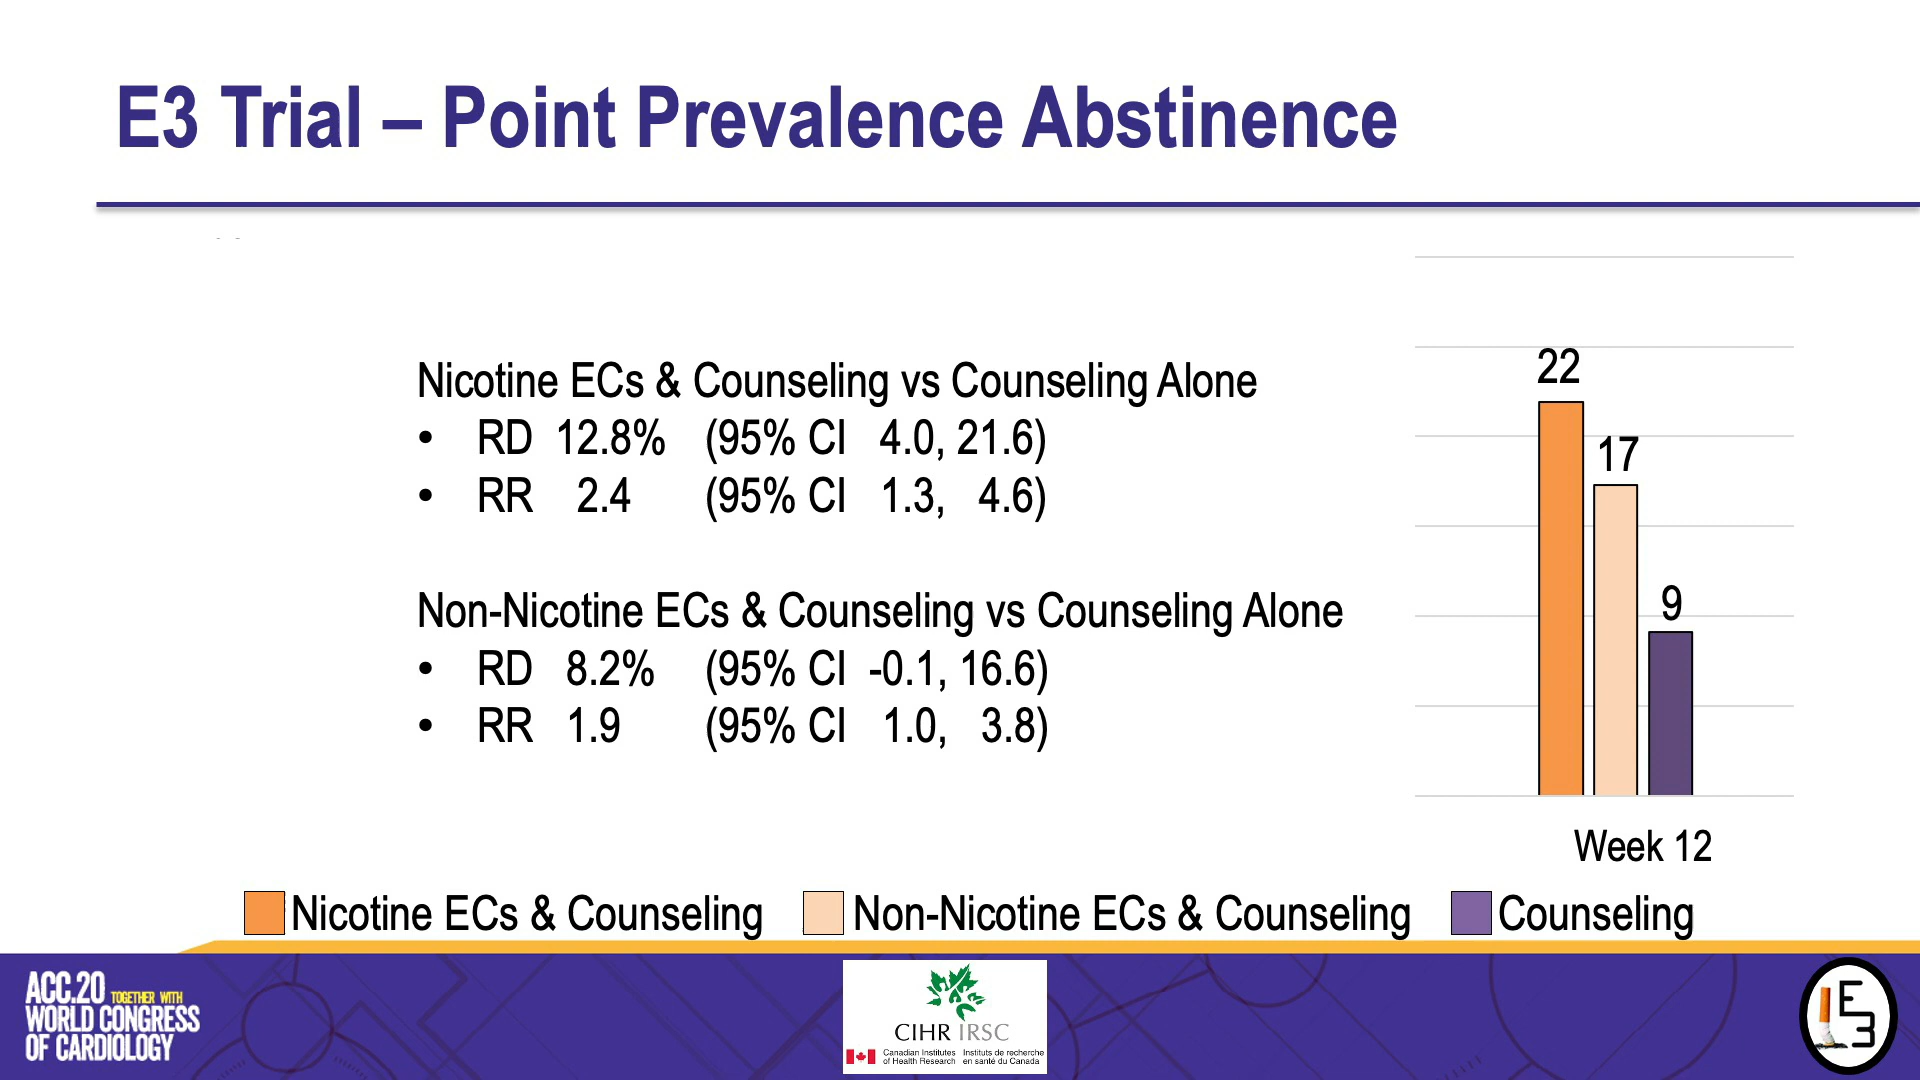 E3 Trial – Point Prevalence Abstinence
Nicotine ECs & Counseling vs Counseling Alone
• RD 12.8% (95% CI 4.0, 21.6)
• RR 2.4 (95% CI 1.3, 4.6)
Non-Nicotine ECs & Counseling vs Counseling Alone
• RD 8.2% (95% CI -0.1, 16.6)
• RR 1.9 (95% CI 1.0, 3.8)
22
17
9
Week 12
Nicotine ECs & Counseling
Non-Nicotine ECs & Counseling
Counseling
ACC.20 TOGETHER WITH
WORLD CONGRESS
OF CARDIOLOGY
CIHR IRSC
Canadian Institutes
of Health Research
Instituts de recherche
en santé du Canada
E
3